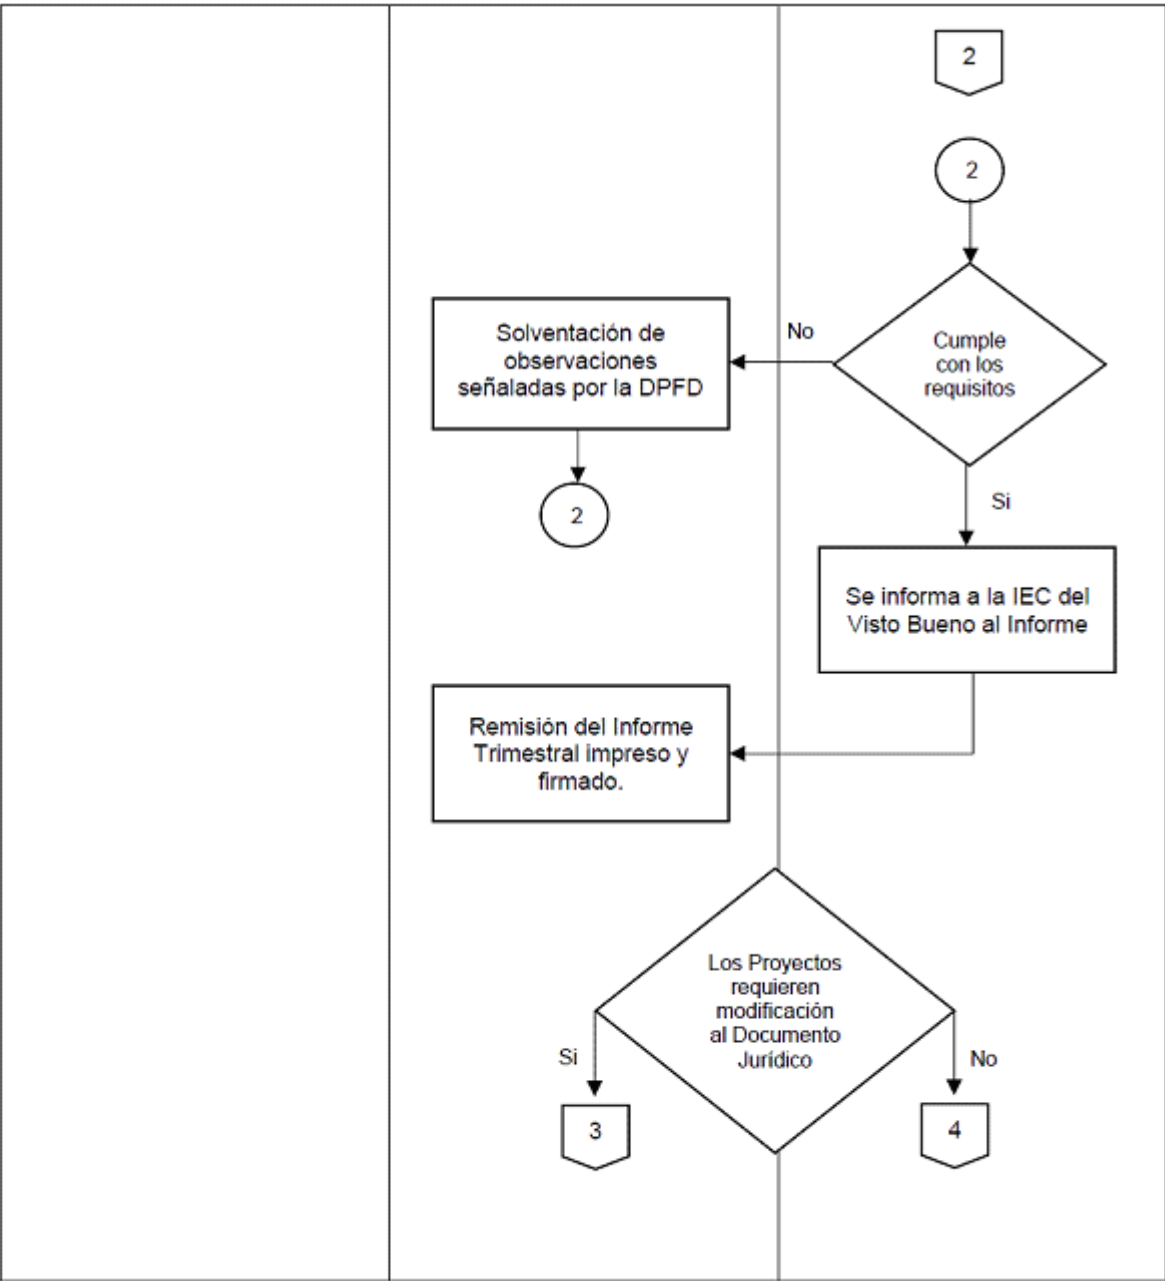 2
2
Cumple
con los
requisitos
No
Solventación de
observaciones
señaladas por la DPFD
2
Si
Se informa a la IEC del
Visto Bueno al Informe
Remisión del Informe
Trimestral impreso y
firmado.
Los Proyectos
requieren
modificación
al Documento
Jurídico
Si
No
3
4